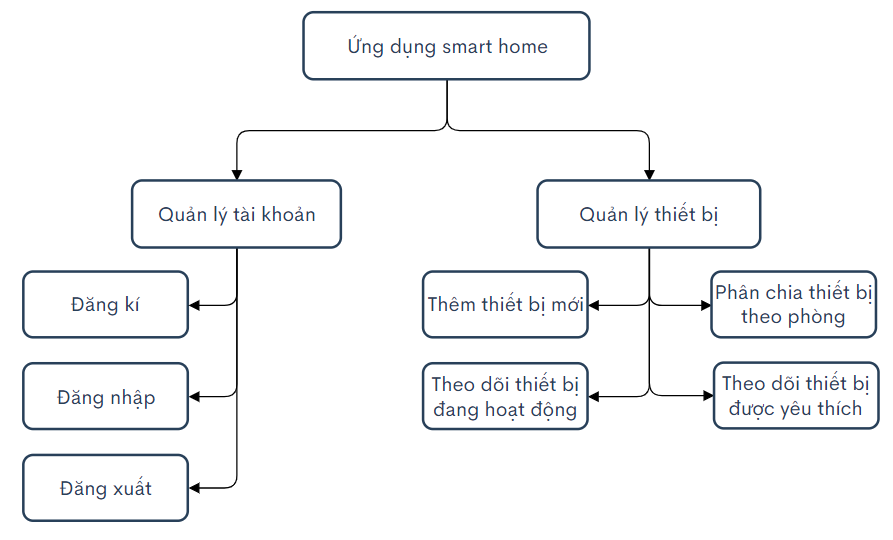 Ứng dụng smart home
Quản lý tài khoản
Quản lý thiết bị
Đăng kí
Đăng nhập
Đăng xuất
Thêm thiết bị mới
Phân chia thiết bị
theo phòng
Theo dõi thiết bị
đang hoạt động
Theo dõi thiết bị
được yêu thích